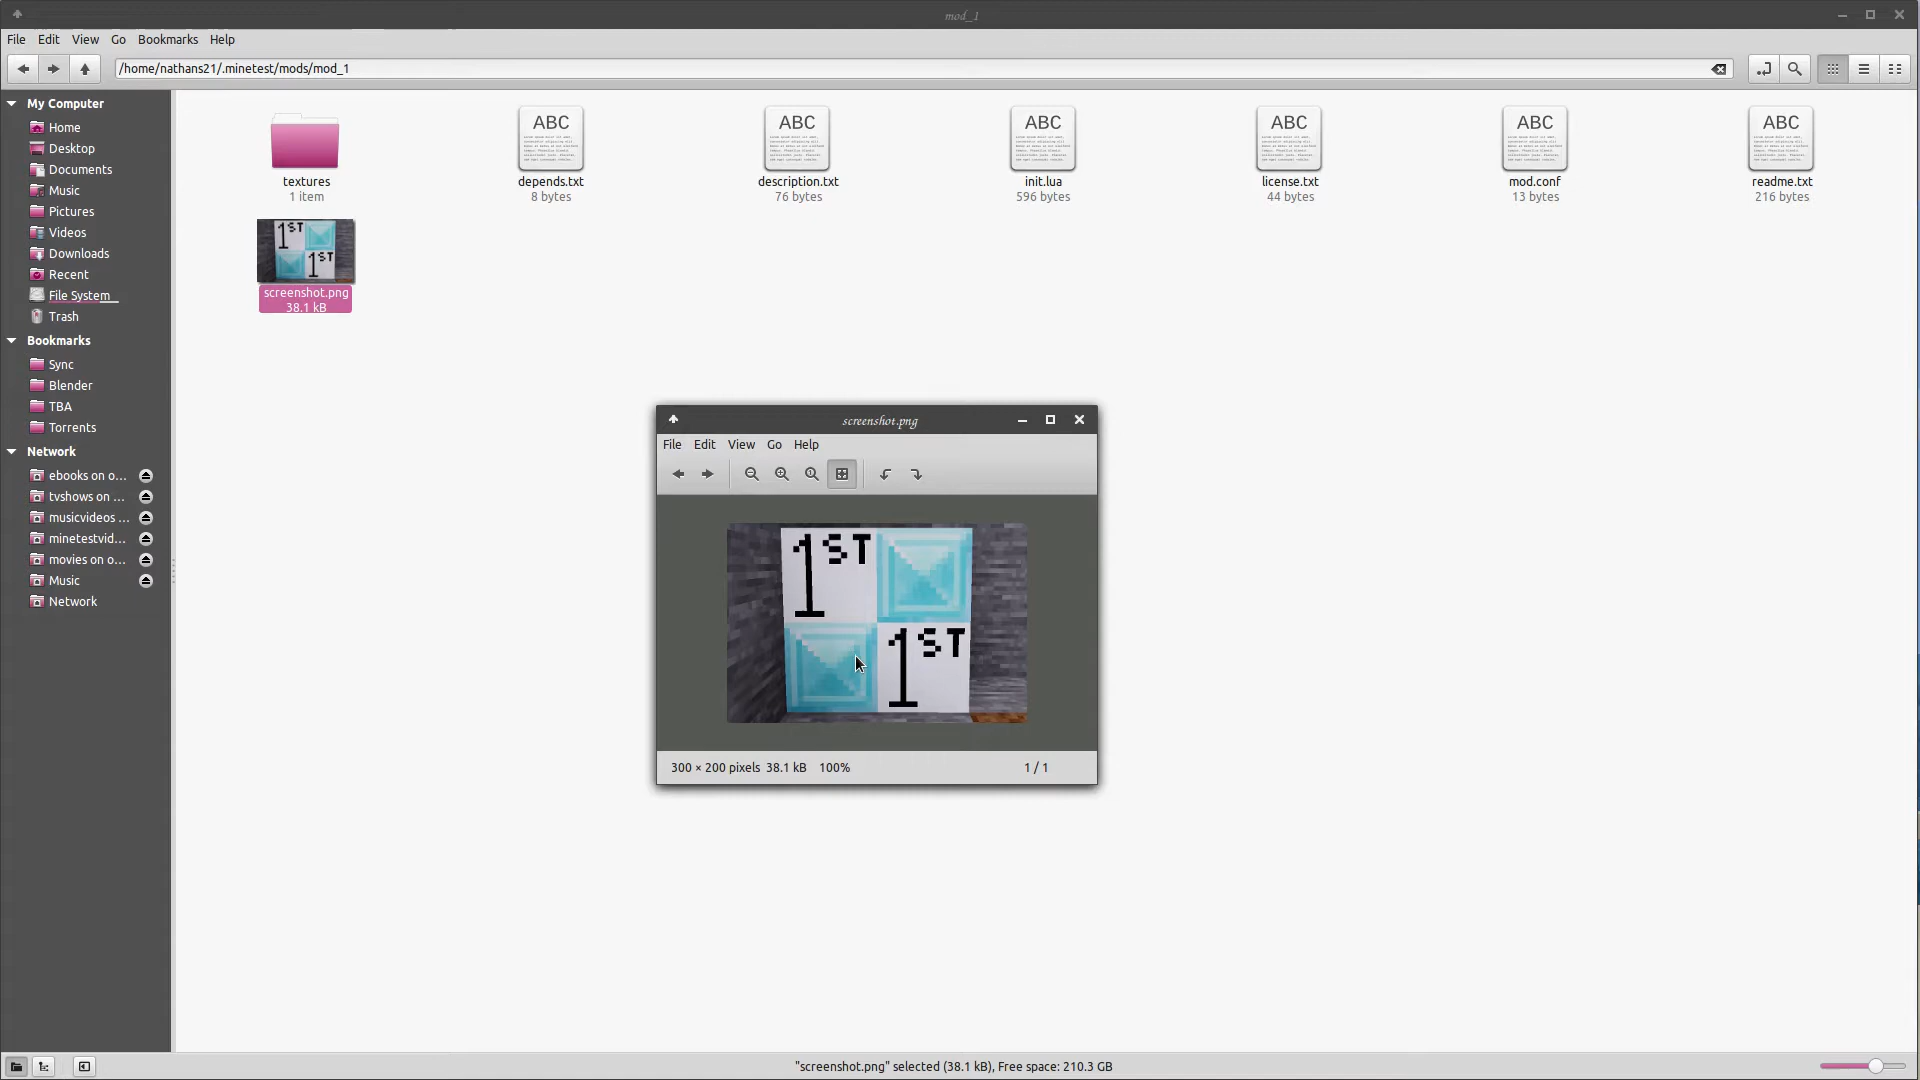 mod_1
File Edit View Go Bookmarks Help
/home/nathans21/.minetest/mods/mod_1
My Computer
Home
Desktop
Documents
Music
Pictures
Videos
Downloads
Recent
File System
Trash
Bookmarks
Sync
Blender
TBA
Torrents
Network
ebooks on o...
tvshows on ...
musicvideos ...
minetestvid...
movies on o...
Music
Network
ABC ABC ABC ABC ABC ABC
textures depends.txt description.txt init.lua license.txt mod.conf readme.txt
1 item 8 bytes 76 bytes 596 bytes 44 bytes 13 bytes 216 bytes
1ST
1ST
screenshot.png
38.1 kB
screenshot.png
File Edit View Go Help
1ST
1ST
300 × 200 pixels 38.1 kB 100% 1 / 1
"screenshot.png" selected (38.1 kB), Free space: 210.3 GB